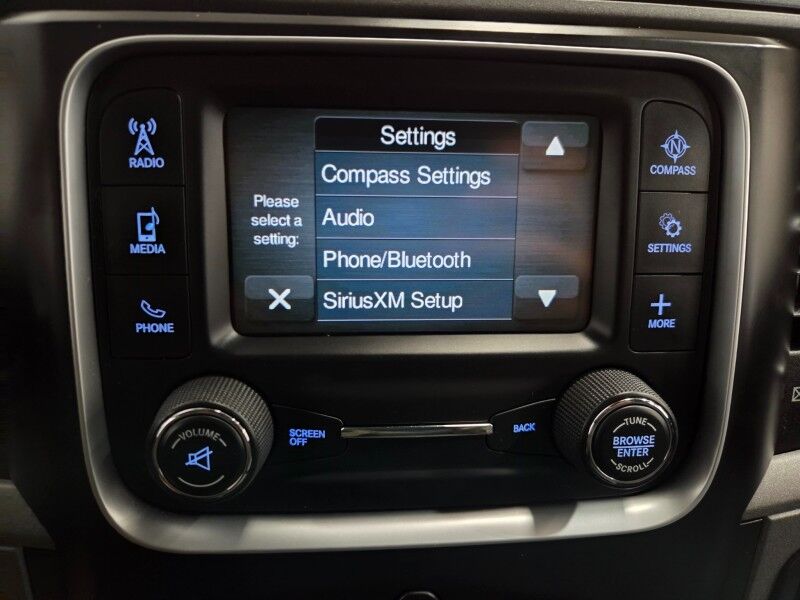 RADIO
MEDIA
PHONE
Settings
Please
select a
setting:
Compass Settings
Audio
Phone/Bluetooth
SiriusXM Setup
N
COMPASS
SETTINGS
MORE
VOLUME
SCREEN
OFF
BACK
TUNE
BROWSE
ENTER
SCROLL